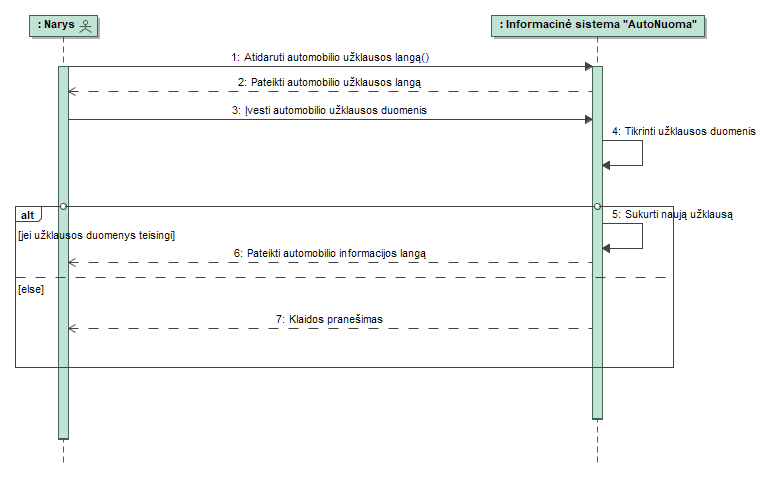 : Narys
: Informacinė sistema "AutoNuoma"
1: Atidaruti automobilio užklausos langą()
2: Pateikti automobilio užklausos langą
3: Įvesti automobilio užklausos duomenis
4: Tikrinti užklausos duomenis
alt
5: Sukurti naują užklausą
[jei užklausos duomenys teisingi]
6: Pateikti automobilio informacijos langą
[else]
7: Klaidos pranešimas